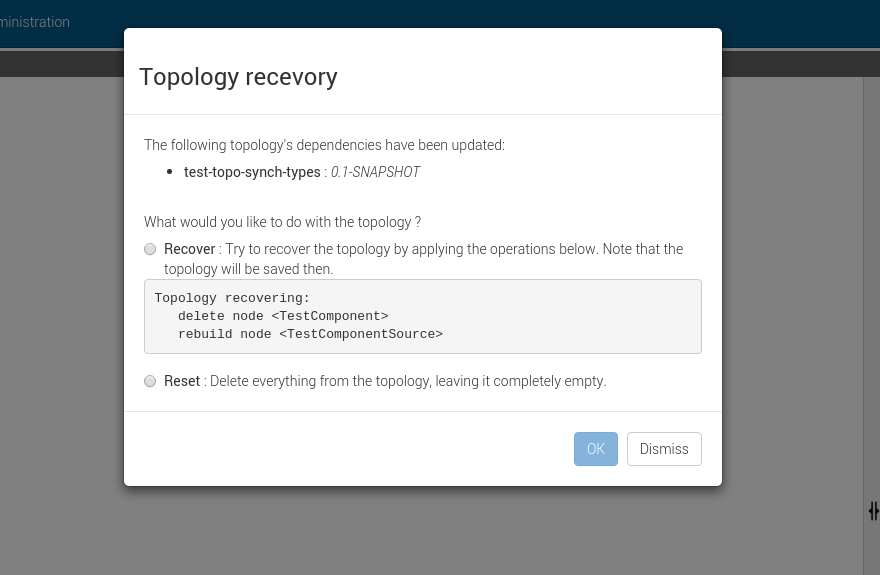 ministration
Topology recevory
The following topology's dependencies have been updated:
test-topo-synch-types : 0.1-SNAPSHOT
What would you like to do with the topology ?
Recover : Try to recover the topology by applying the operations below. Note that the
topology will be saved then.
Topology recovering:
delete node <TestComponent>
rebuild node <TestComponentSource>
Reset : Delete everything from the topology, leaving it completely empty.
OK Dismiss